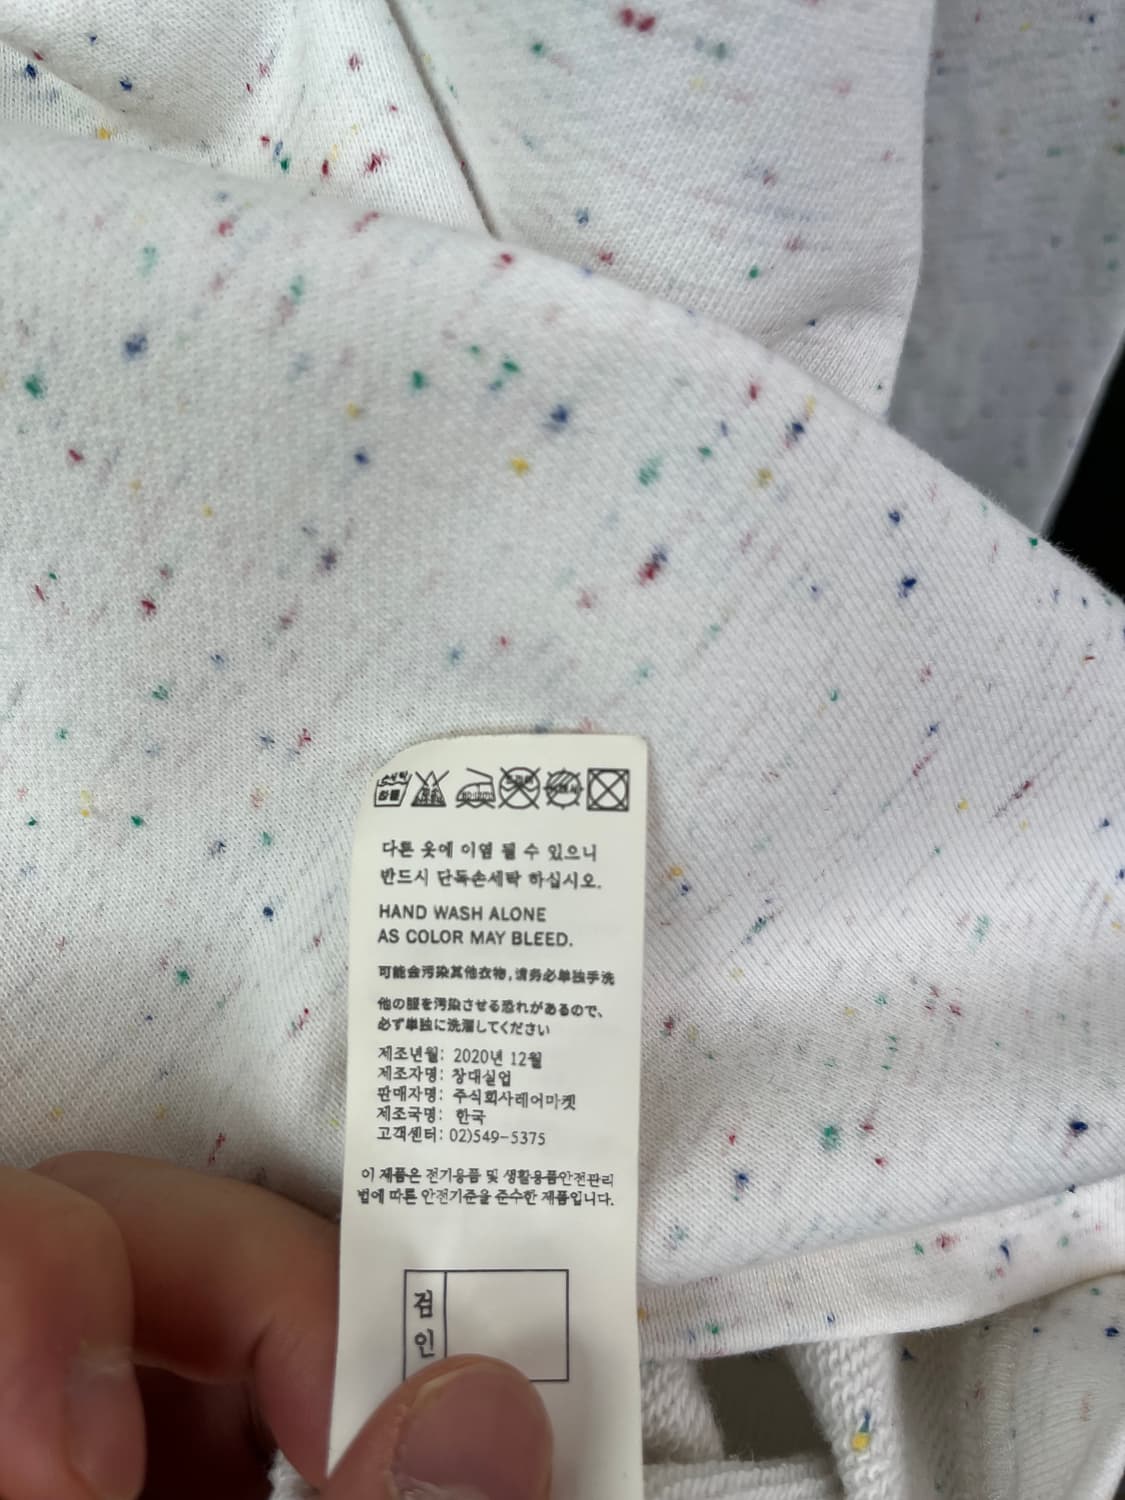 다른 옷에 이염 될 수 있으니
반드시 단독손세탁 하십시오.
HAND WASH ALONE
AS COLOR MAY BLEED.
可能会污染其他衣物,请务必单独手洗
他の服を汚染させる恐れがあるので、
必ず単独に洗濯してください
제조년월: 2020년 12월
제조자명: 창대실업
판매자명: 주식회사레어마켓
제조국명: 한국
고객센터: 02)549-5375
이 제품은 전기용품 및 생활용품안전관리
법에 따른 안전기준을 준수한 제품입니다.
검
인